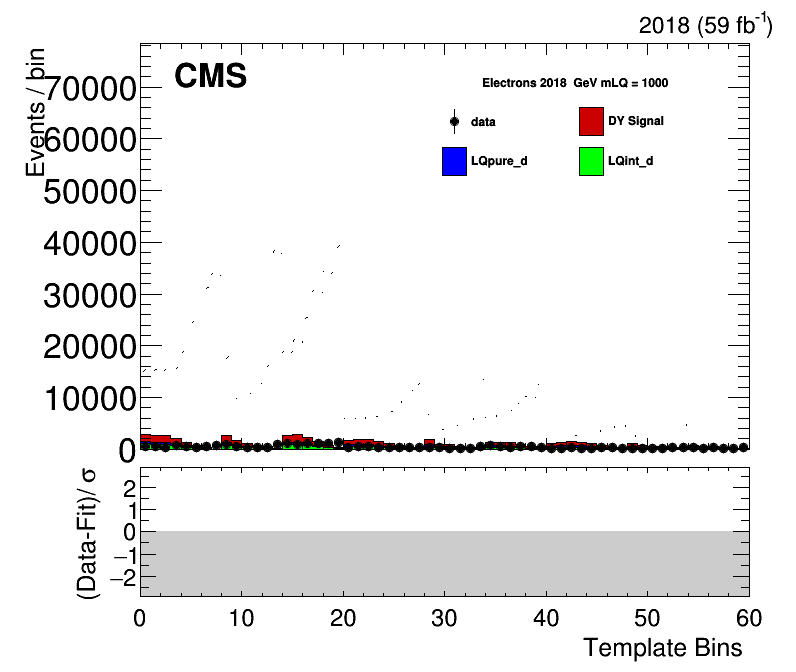 2018 (59 fb-1)
Events / bin
CMS
Electrons 2018 GeV mLQ = 1000
data
DY Signal
LQpure_d
LQint_d
70000
60000
50000
40000
30000
20000
10000
0
(Data-Fit)/ σ
2
1
0
−1
−2
0 10 20 30 40 50 60
Template Bins